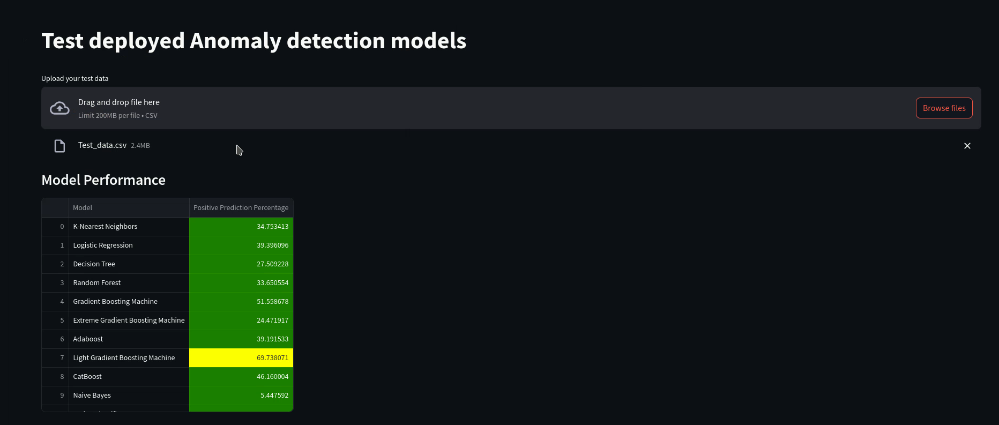 Test deployed Anomaly detection models
Upload your test data
Drag and drop file here
Limit 200MB per file • CSV
Browse files
Test_data.csv 2.4MB
Model Performance
Model Positive Prediction Percentage
0 K-Nearest Neighbors 34.753413
1 Logistic Regression 39.396096
2 Decision Tree 27.509228
3 Random Forest 33.650554
4 Gradient Boosting Machine 51.558678
5 Extreme Gradient Boosting Machine 24.471917
6 Adaboost 39.191533
7 Light Gradient Boosting Machine 69.738071
8 CatBoost 46.160004
9 Naive Bayes 5.447592